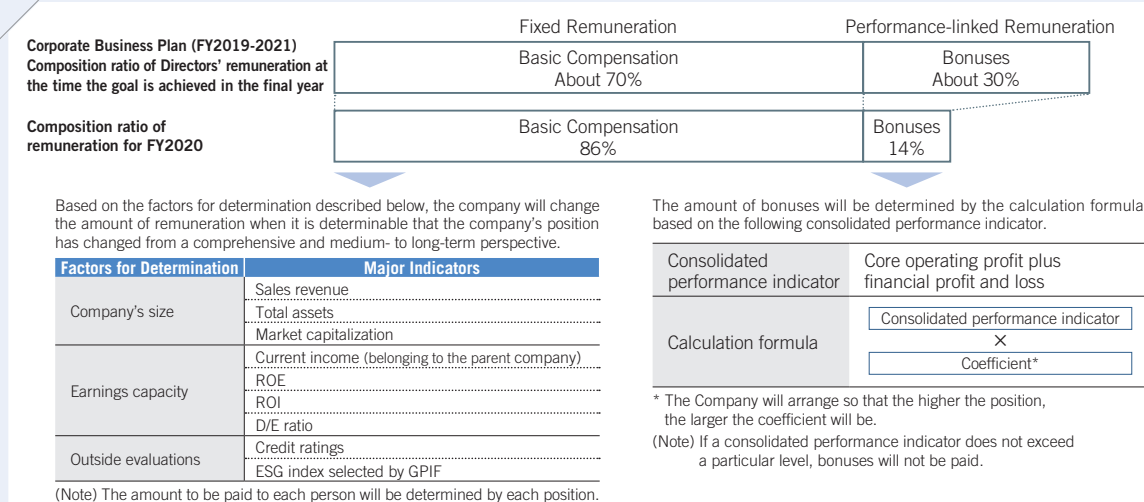 Fixed Remuneration
Performance-linked Remuneration
Corporate Business Plan (FY2019-2021)
Composition ratio of Directors' remuneration at
the time the goal is achieved in the final year
Basic Compensation
About 70%
Bonuses
About 30%
Composition ratio of
remuneration for FY2020
Basic Compensation
86%
Bonuses
14%
Based on the factors for determination described below, the company will change
the amount of remuneration when it is determinable that the company's position
has changed from a comprehensive and medium- to long-term perspective.
Factors for Determination
Major Indicators
Company's size
Sales revenue
Total assets
Market capitalization
Earnings capacity
Current income (belonging to the parent company)
ROE
ROI
D/E ratio
Outside evaluations
Credit ratings
ESG index selected by GPIF
(Note) The amount to be paid to each person will be determined by each position.
The amount of bonuses will be determined by the calculation formula
based on the following consolidated performance indicator.
Consolidated
performance indicator
Core operating profit plus
financial profit and loss
Calculation formula
Consolidated performance indicator
×
Coefficient*
* The Company will arrange so that the higher the position,
the larger the coefficient will be.
(Note) If a consolidated performance indicator does not exceed
a particular level, bonuses will not be paid.